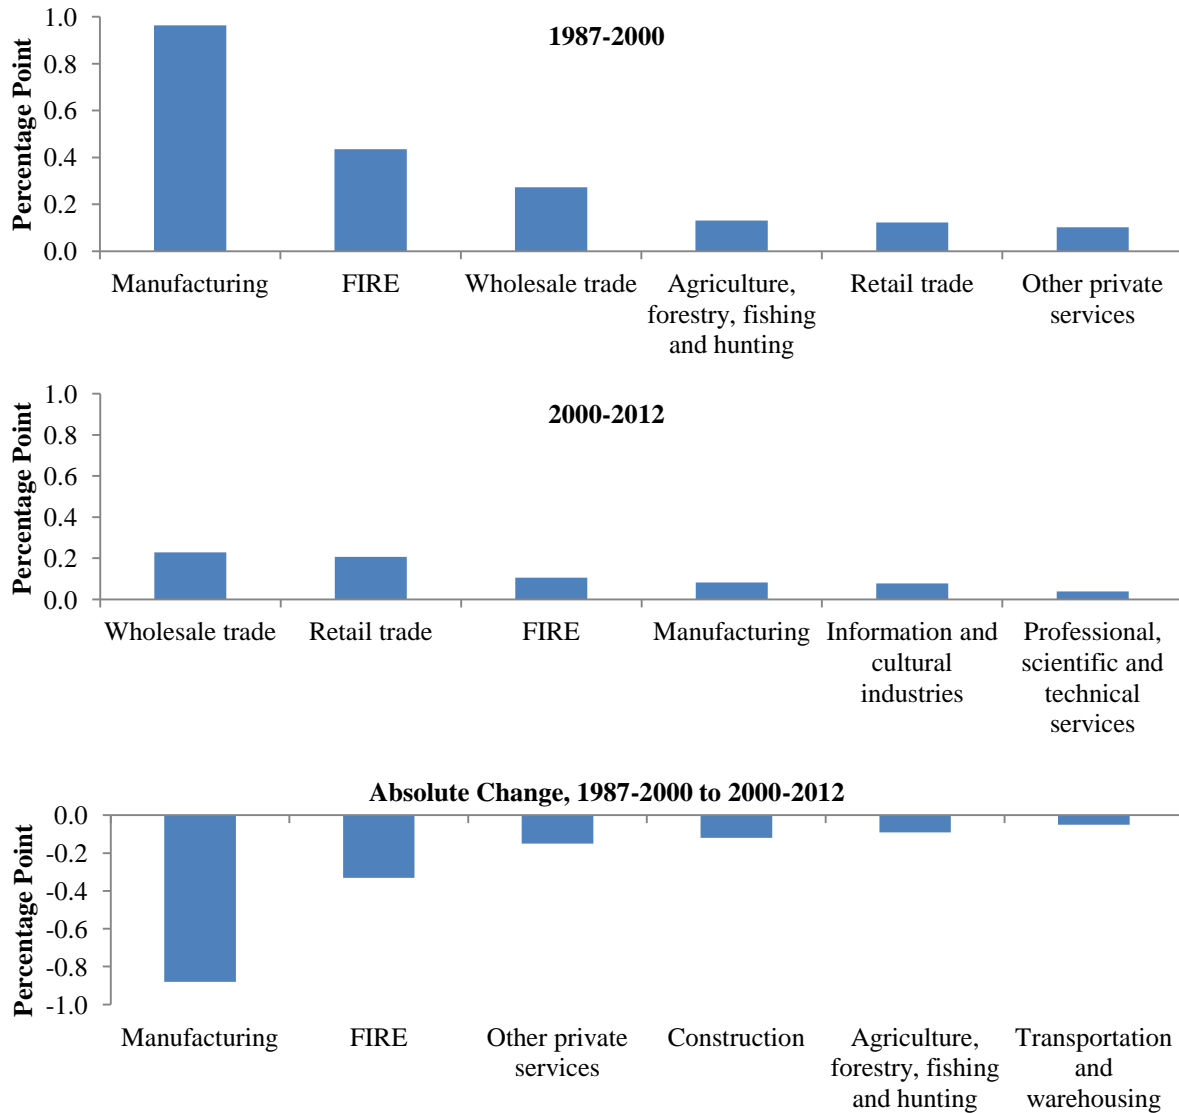 1987-2000
Percentage Point
1.0
0.8
0.6
0.4
0.2
0.0
Manufacturing
FIRE
Wholesale trade
Agriculture,
forestry, fishing
and hunting
Retail trade
Other private
services
2000-2012
Percentage Point
1.0
0.8
0.6
0.4
0.2
0.0
Wholesale trade
Retail trade
FIRE
Manufacturing
Information and
cultural
industries
Professional,
scientific and
technical
services
Absolute Change, 1987-2000 to 2000-2012
Percentage Point
0.0
-0.2
-0.4
-0.6
-0.8
-1.0
Manufacturing
FIRE
Other private
services
Construction
Agriculture,
forestry, fishing
and hunting
Transportation
and
warehousing